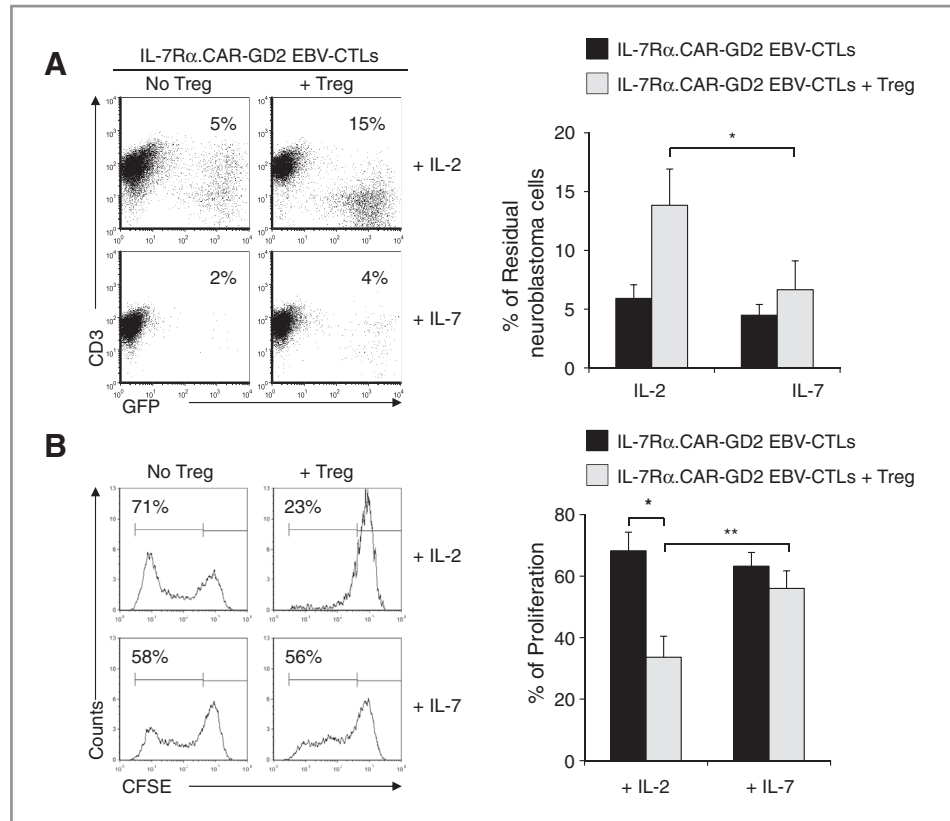 A
IL-7Rα.CAR-GD2 EBV-CTLs
No Treg
+ Treg
5%
15%
+ IL-2
2%
4%
+ IL-7
CD3
GFP
IL-7Rα.CAR-GD2 EBV-CTLs
IL-7Rα.CAR-GD2 EBV-CTLs + Treg
% of Residual
neuroblastoma cells
20
15
10
5
0
*
IL-2
IL-7
B
No Treg
+ Treg
71%
23%
+ IL-2
58%
56%
+ IL-7
Counts
CFSE
IL-7Rα.CAR-GD2 EBV-CTLs
IL-7Rα.CAR-GD2 EBV-CTLs + Treg
% of Proliferation
80
60
40
20
0
*
**
+ IL-2
+ IL-7